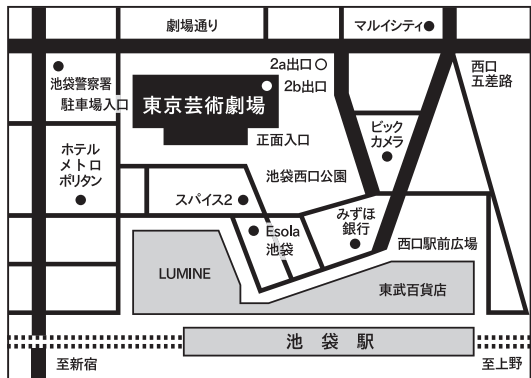 劇場通り
マルイシティ
2a出口
2b出口
西口
五差路
池袋警察署
駐車場入口
東京芸術劇場
正面入口
ビック
カメラ
ホテル
メトロ
ポリタン
池袋西口公園
スパイス2
みずほ
銀行
Esola
池袋
西口駅前広場
LUMINE
東武百貨店
池袋駅
至新宿
至上野